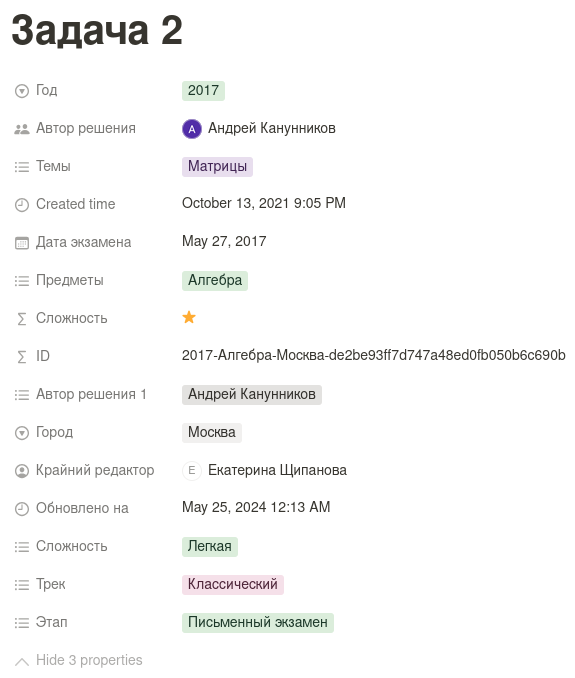 Задача 2
Год 2017
Автор решения A Андрей Канунников
Темы Матрицы
Created time October 13, 2021 9:05 PM
Дата экзамена May 27, 2017
Предметы Алгебра
Сложность
ID 2017-Алгебра-Москва-de2be93ff7d747a48ed0fb050b6c690b
Автор решения 1 Андрей Канунников
Город Москва
Крайний редактор E Екатерина Щипанова
Обновлено на May 25, 2024 12:13 AM
Сложность Легкая
Трек Классический
Этап Письменный экзамен
Hide 3 properties